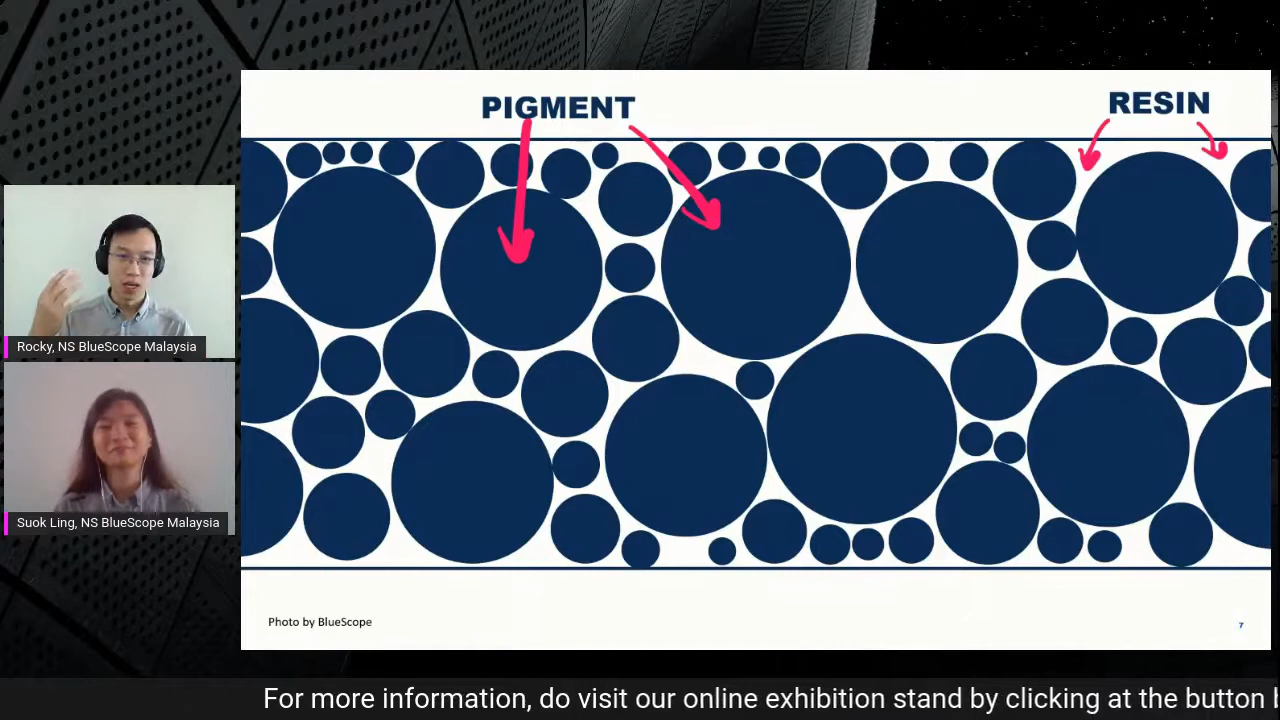 PIGMENT
RESIN
Rocky, NS BlueScope Malaysia
Suok Ling, NS BlueScope Malaysia
Photo by BlueScope
7
For more information, do visit our online exhibition stand by clicking at the button